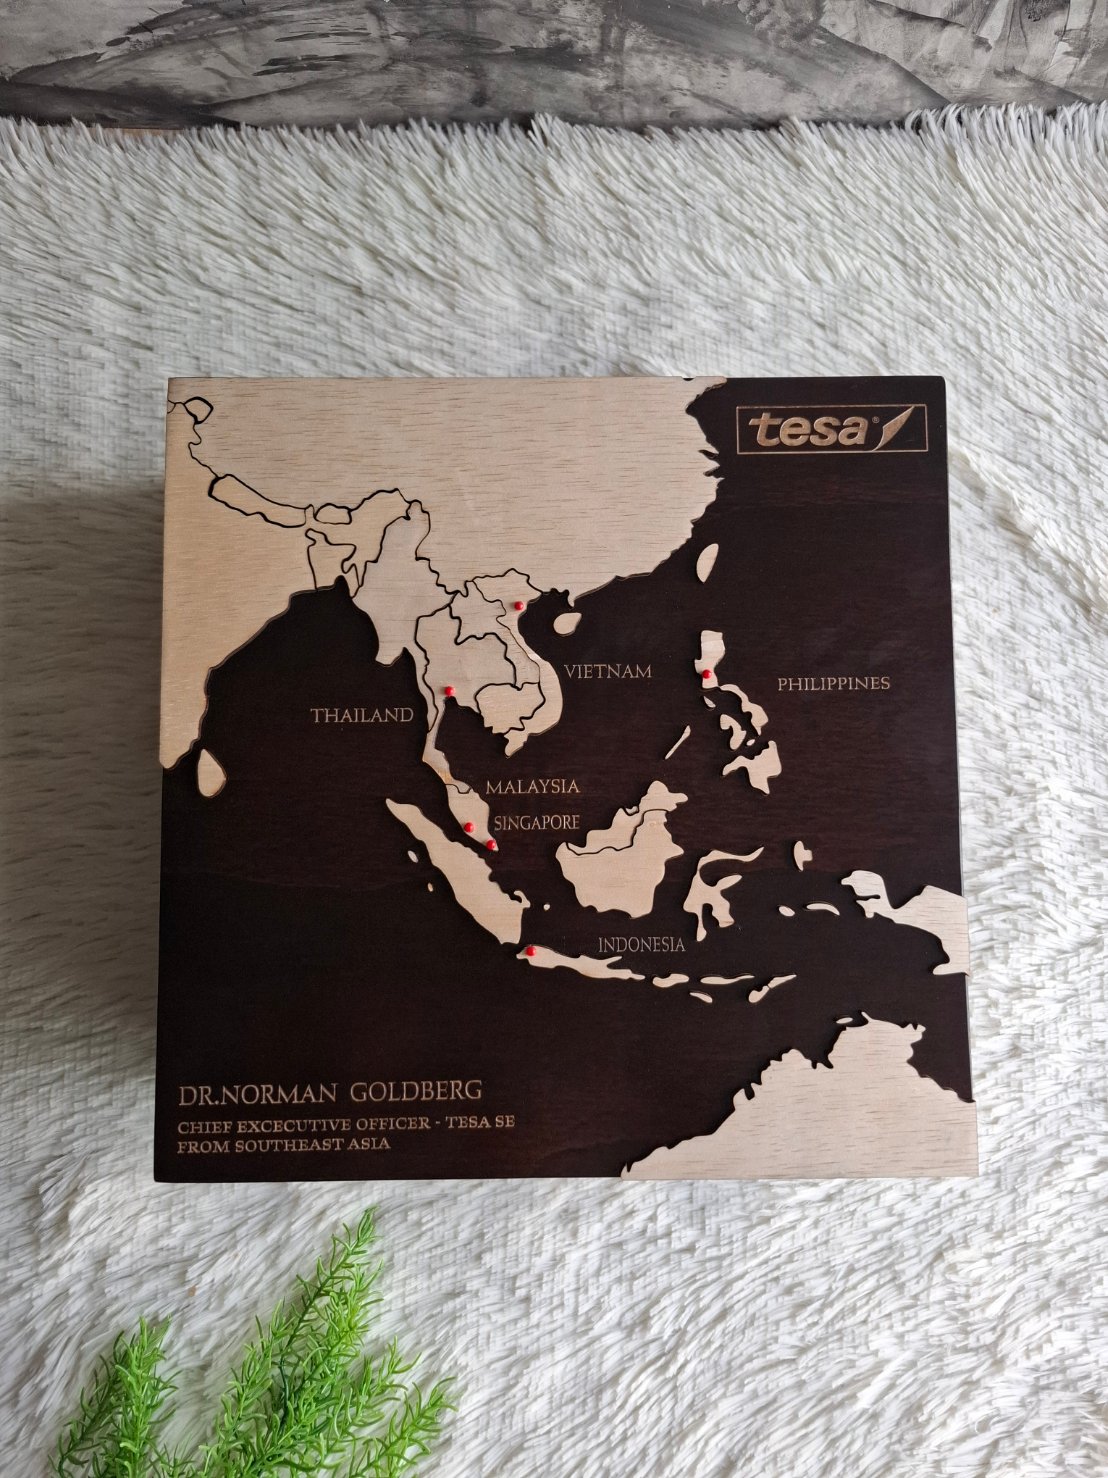 tesa®
VIETNAM
PHILIPPINES
THAILAND
MALAYSIA
SINGAPORE
INDONESIA
DR.NORMAN GOLDBERG
CHIEF EXCECUTIVE OFFICER - TESA SE
FROM SOUTHEAST ASIA